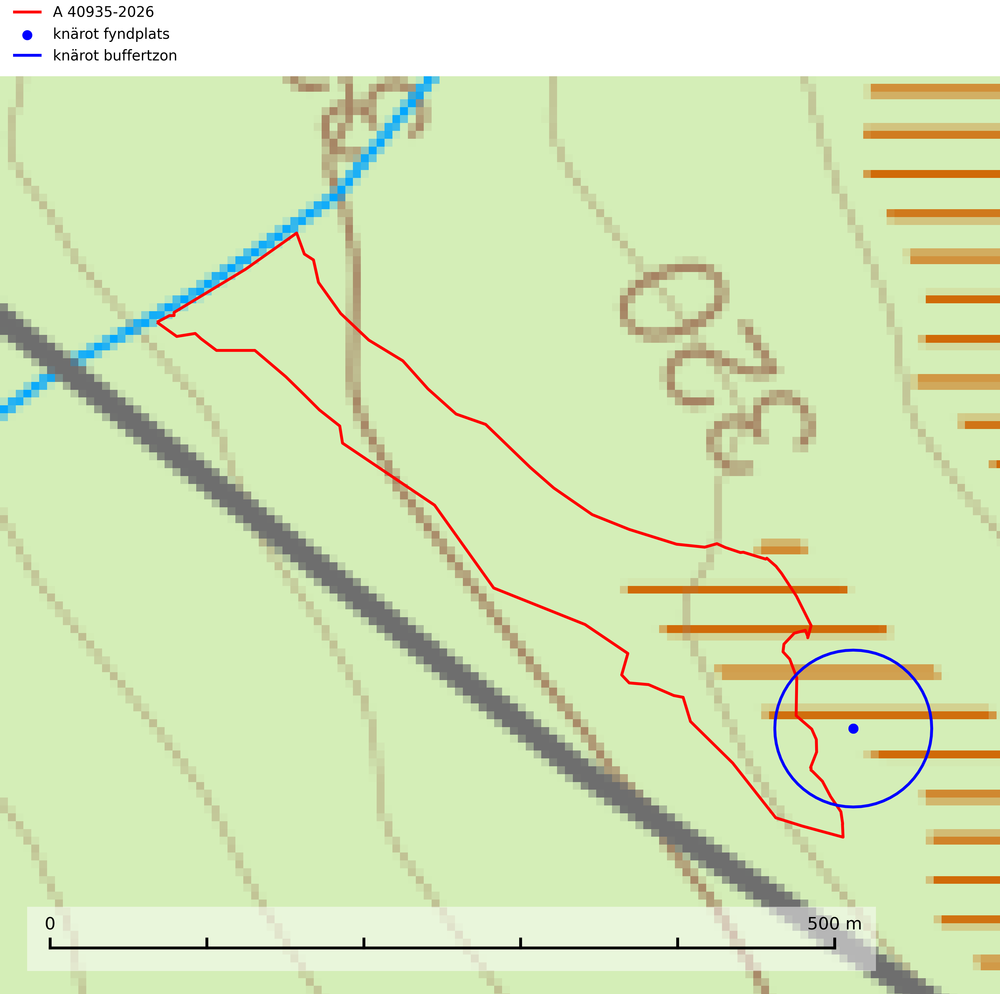 A 40935-2026
knärot fyndplats
knärot buffertzon
0 500 m